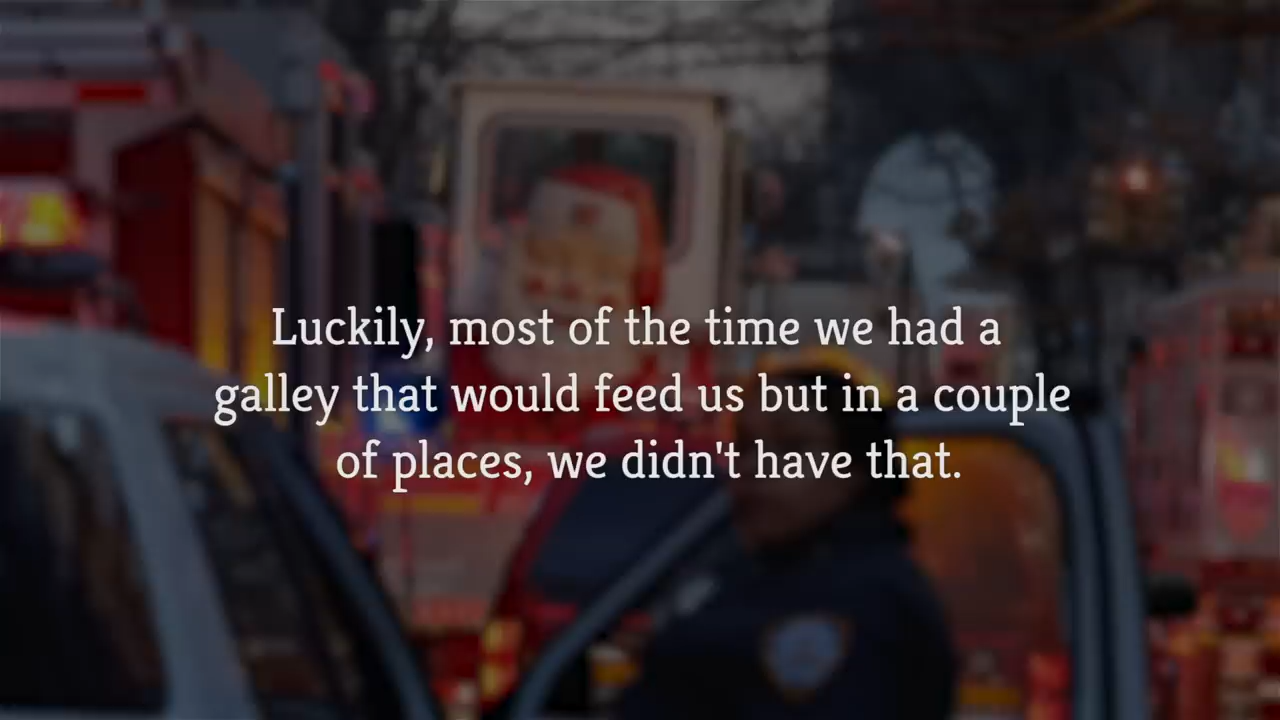 Luckily, most of the time we had a
galley that would feed us but in a couple
of places, we didn't have that.